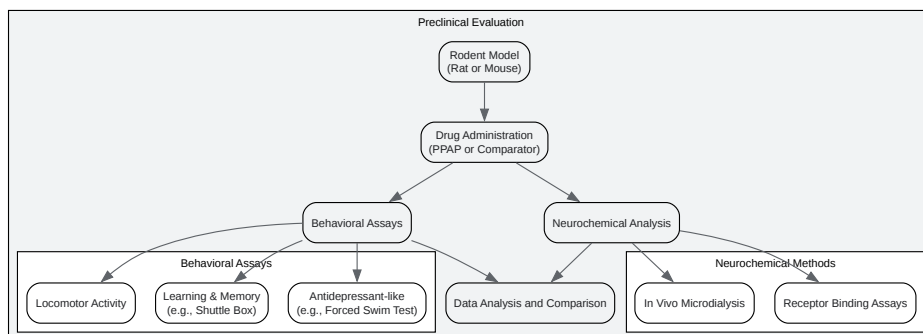 Preclinical Evaluation
Rodent Model
(Rat or Mouse)
Drug Administration
(PPAP or Comparator)
Behavioral Assays
Neurochemical Analysis
Behavioral Assays
Neurochemical Methods
Locomotor Activity
Learning & Memory
(e.g., Shuttle Box)
Antidepressant-like
(e.g., Forced Swim Test)
Data Analysis and Comparison
In Vivo Microdialysis
Receptor Binding Assays